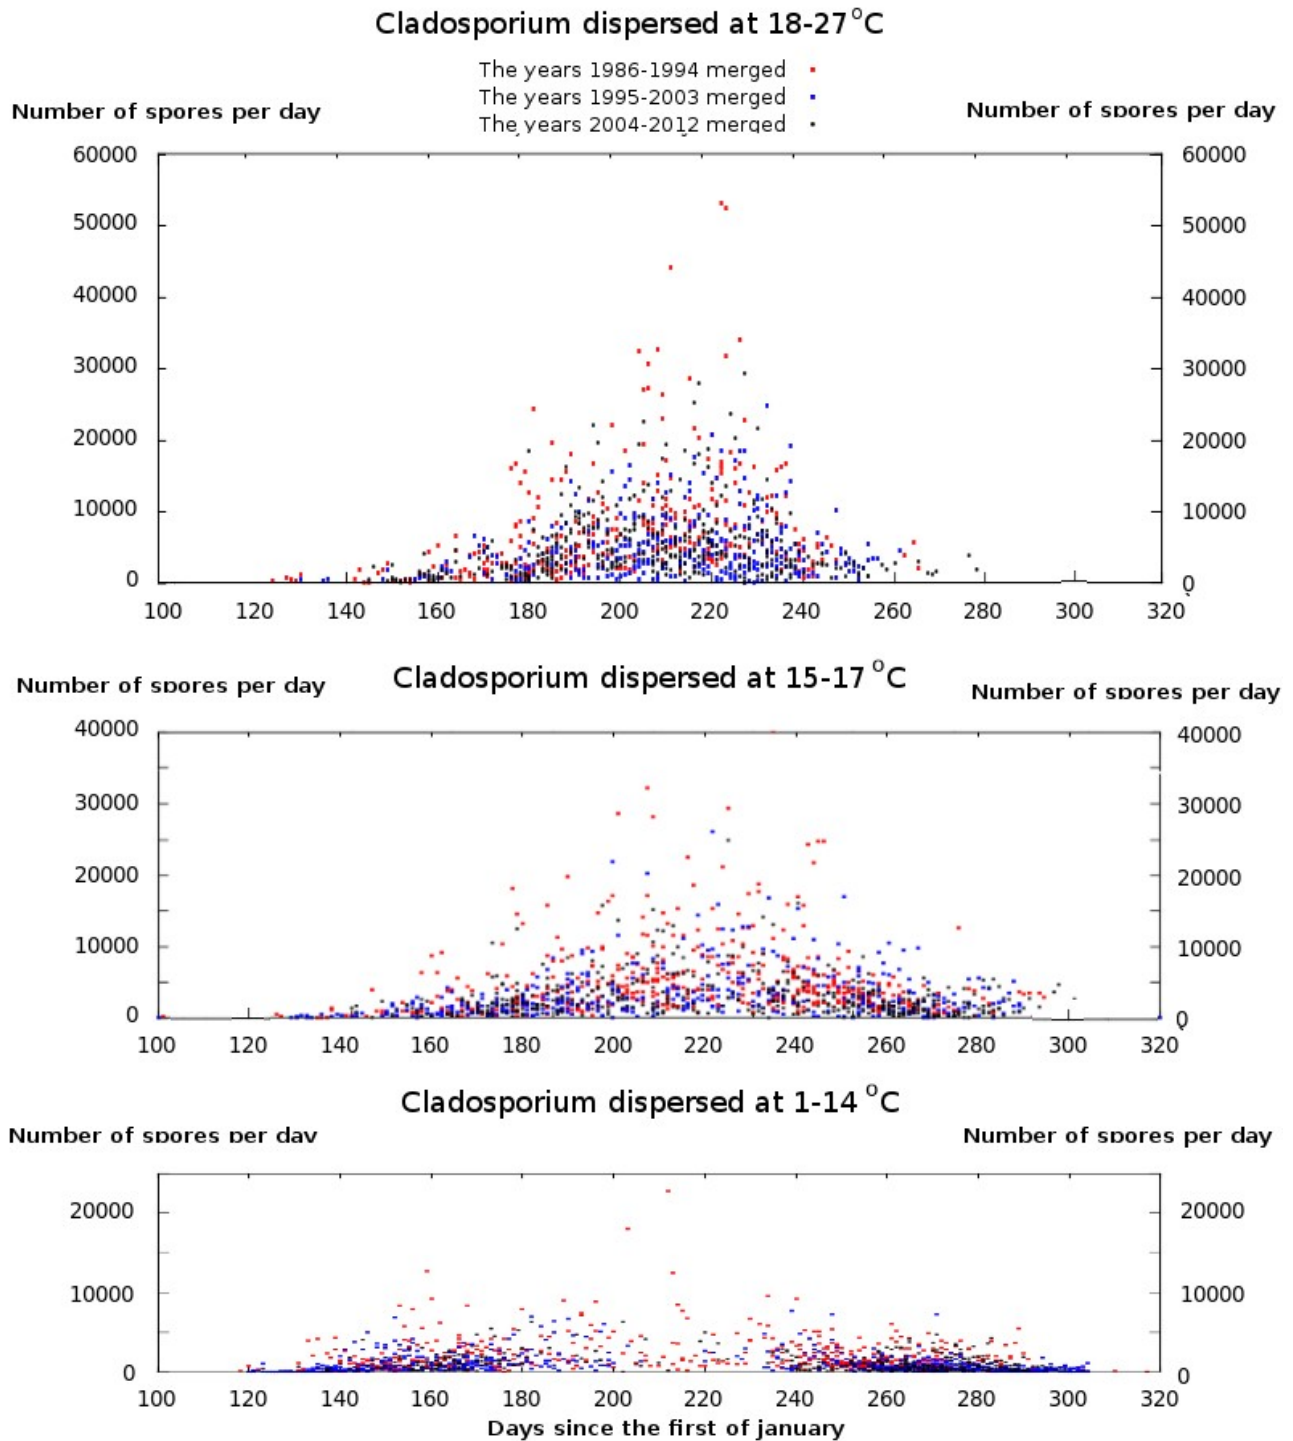 Cladosporium dispersed at 18-27°C
The years 1986-1994 merged
The years 1995-2003 merged
The years 2004-2012 merged
Number of spores per day
Number of spores per day
60000
60000
50000
50000
40000
40000
30000
30000
20000
20000
10000
10000
0
0
100 120 140 160 180 200 220 240 260 280 300 320
Cladosporium dispersed at 15-17 °C
Number of spores per day
Number of spores per day
40000
40000
30000
30000
20000
20000
10000
10000
0
0
100 120 140 160 180 200 220 240 260 280 300 320
Cladosporium dispersed at 1-14 °C
Number of spores per day
Number of spores per day
20000
20000
10000
10000
0
0
100 120 140 160 180 200 220 240 260 280 300 320
Days since the first of january